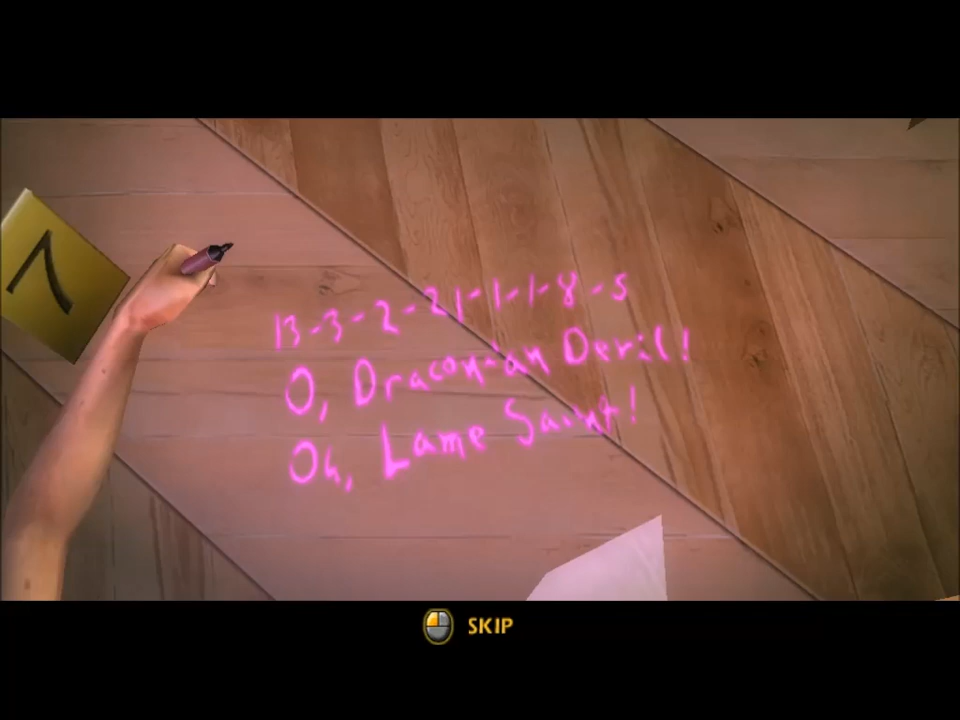 7
13-3-2-21-1-1-8-5
O, Draconian Devil!
Oh, Lame Saint!
SKIP